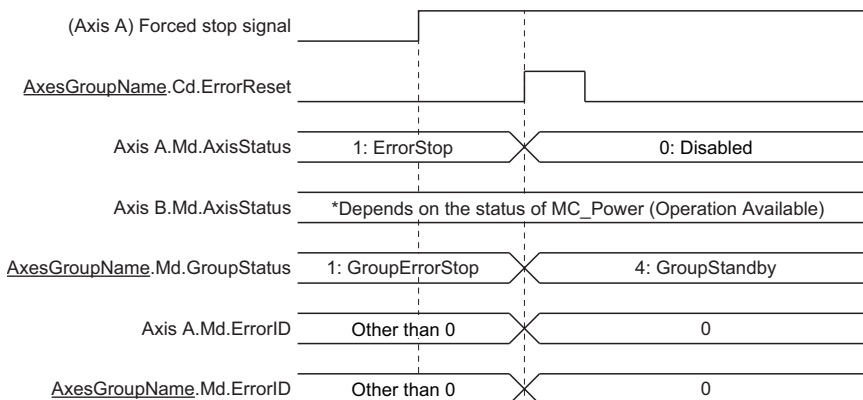 (Axis A) Forced stop signal
AxesGroupName.Cd.ErrorReset
Axis A.Md.AxisStatus 1: ErrorStop 0: Disabled
Axis B.Md.AxisStatus *Depends on the status of MC_Power (Operation Available)
AxesGroupName.Md.GroupStatus 1: GroupErrorStop 4: GroupStandby
Axis A.Md.ErrorID Other than 0 0
AxesGroupName.Md.ErrorID Other than 0 0